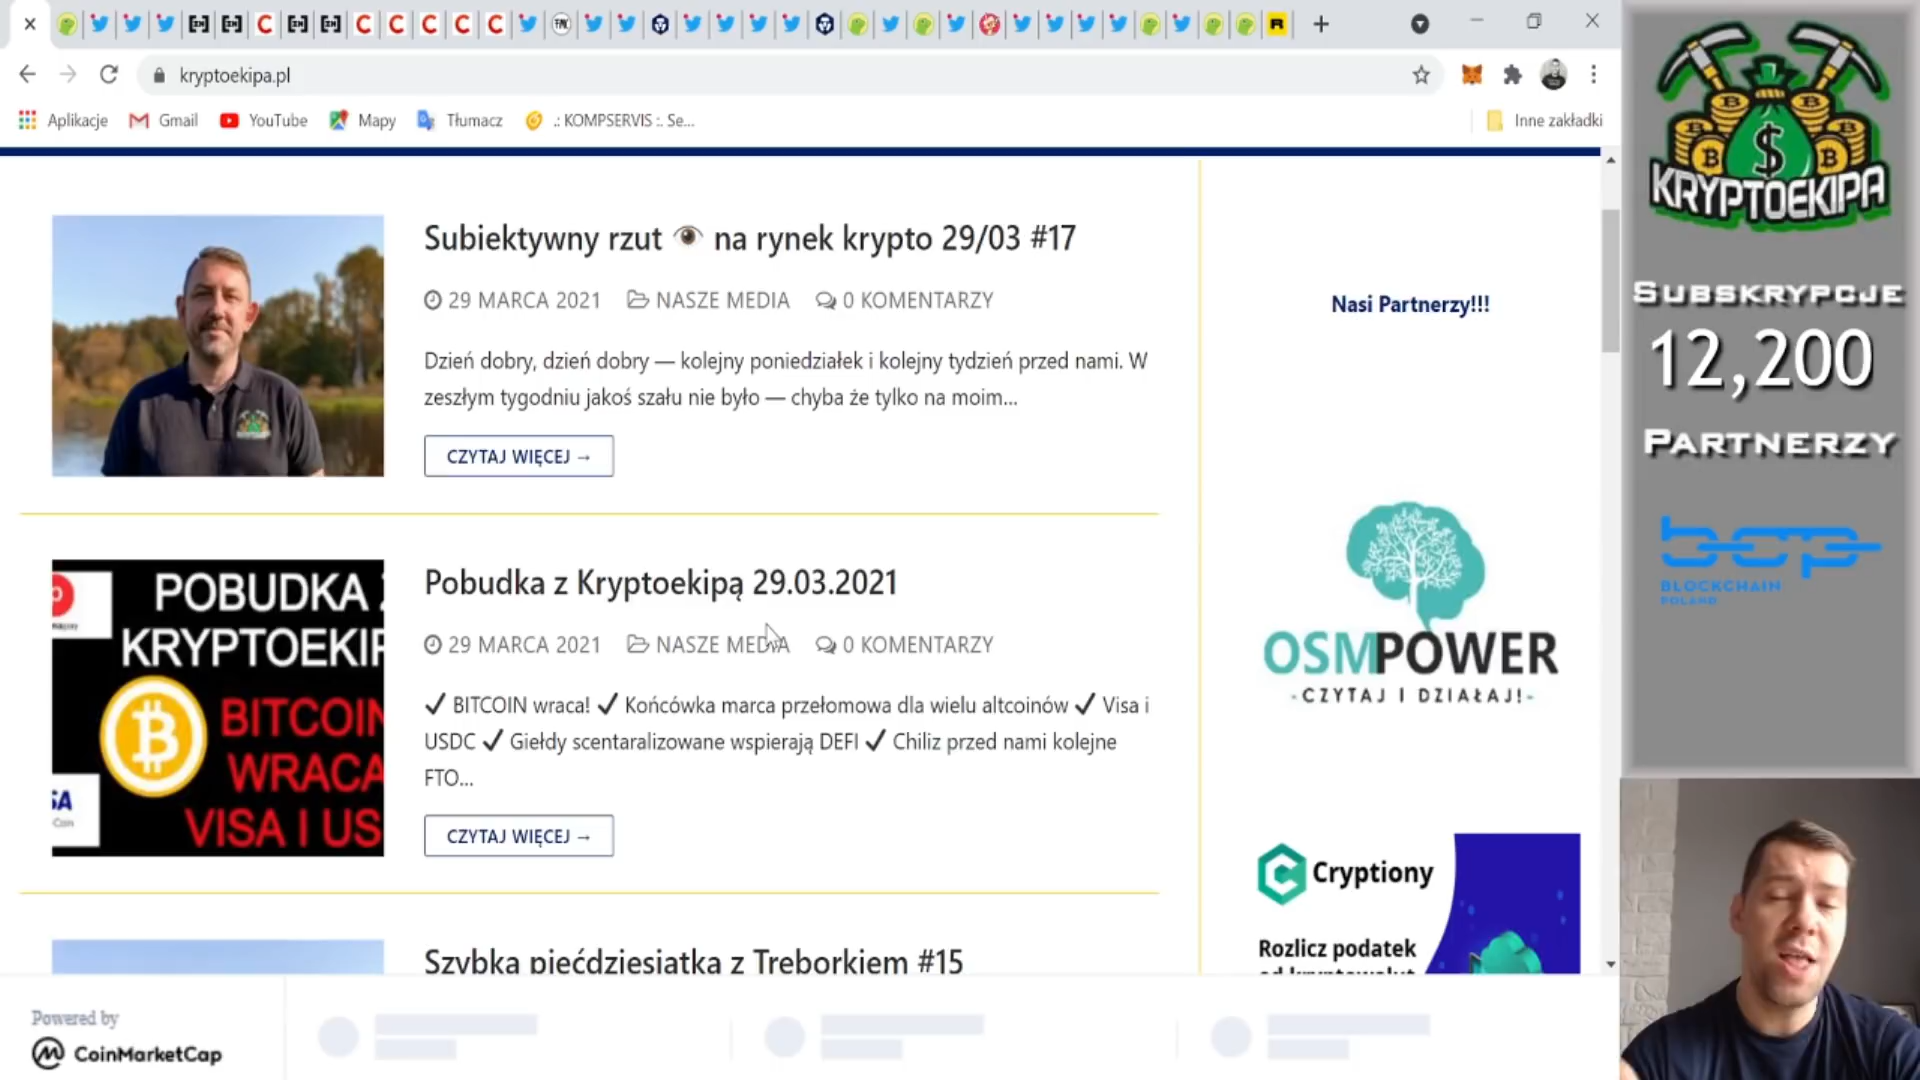 kryptoekipa.pl
Aplikacje
Gmail
YouTube
Mapy
Tłumacz
.: KOMPSERVIS :. Se...
Inne zakładki
Subiektywny rzut 👁 na rynek krypto 29/03 #17
29 MARCA 2021 NASZE MEDIA 0 KOMENTARZY
Dzień dobry, dzień dobry — kolejny poniedziałek i kolejny tydzień przed nami. W
zeszłym tygodniu jakoś szału nie było — chyba że tylko na moim...
CZYTAJ WIĘCEJ →
POBUDKA
KRYPTOEKIP
BITCOIN
WRACA
VISA I US
Pobudka z Kryptoekipą 29.03.2021
29 MARCA 2021 NASZE MEDIA 0 KOMENTARZY
✓ BITCOIN wraca! ✓ Końcówka marca przełomowa dla wielu altcoinów ✓ Visa i
USDC ✓ Giełdy scentaralizowane wspierają DEFI ✓ Chiliz przed nami kolejne
FTO...
CZYTAJ WIĘCEJ →
Szybka pięćdziesiątka z Treborkiem #15
Nasi Partnerzy!!!
OSMPOWER
-CZYTAJ I DZIAŁAJ!-
Cryptiony
Rozlicz podatek
od kryptowalut
Powered by
CoinMarketCap
KRYPTOEKIPA
SUBSKRYPCJE
12,200
PARTNERZY
bcp
BLOCKCHAIN
POLAND